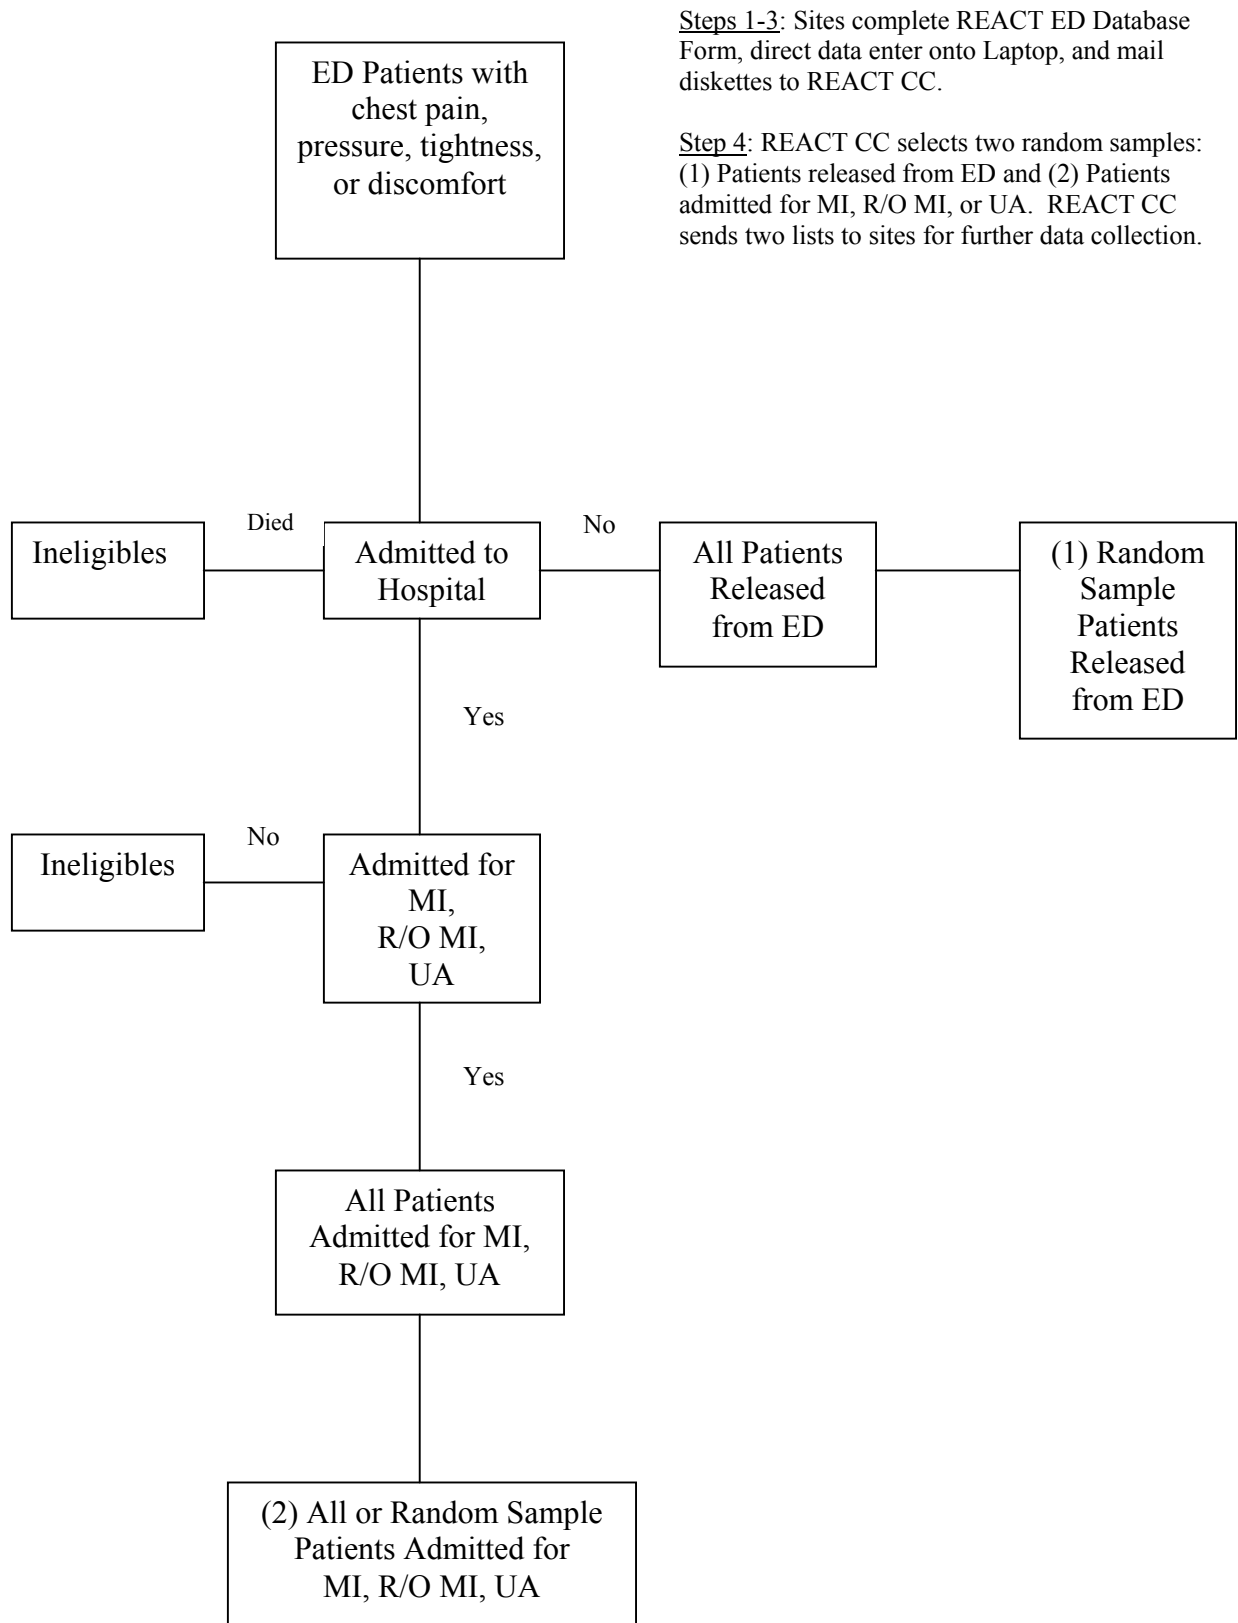 Steps 1-3: Sites complete REACT ED Database
Form, direct data enter onto Laptop, and mail
diskettes to REACT CC.
Step 4: REACT CC selects two random samples:
(1) Patients released from ED and (2) Patients
admitted for MI, R/O MI, or UA. REACT CC
sends two lists to sites for further data collection.
ED Patients with
chest pain,
pressure, tightness,
or discomfort
Ineligibles
Died
Admitted to
Hospital
No
All Patients
Released
from ED
(1) Random
Sample
Patients
Released
from ED
Yes
Ineligibles
No
Admitted for
MI,
R/O MI,
UA
Yes
All Patients
Admitted for MI,
R/O MI, UA
(2) All or Random Sample
Patients Admitted for
MI, R/O MI, UA